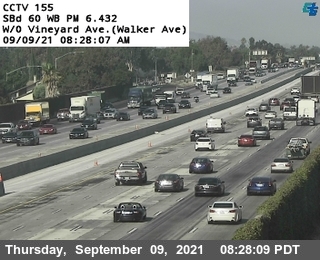 CCTV 155
SBd 60 WB PM 6.432
W/O Vineyard Ave.(Walker Ave)
09/09/21 08:28:07 AM
Thursday, September 09, 2021 08:28:09 PDT